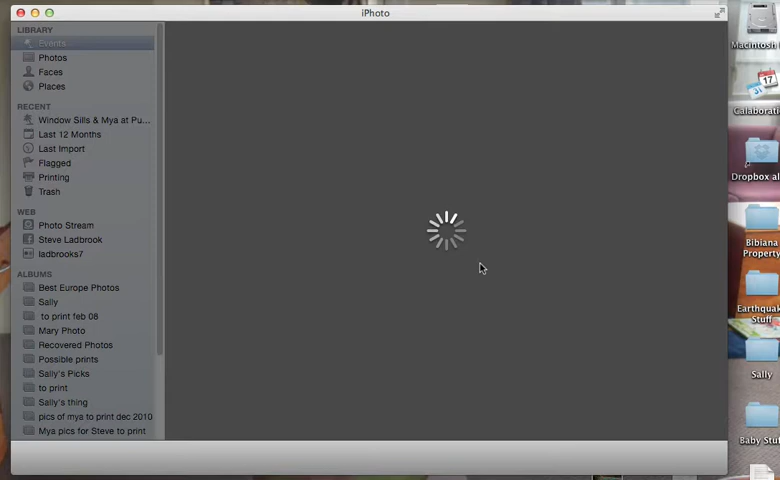 iPhoto
LIBRARY
Events
Photos
Faces
Places
RECENT
Window Sills & Mya at Pu...
Last 12 Months
Last Import
Flagged
Printing
Trash
WEB
Photo Stream
Steve Ladbrook
ladbrooks7
ALBUMS
Best Europe Photos
Sally
to print feb 08
Mary Photo
Recovered Photos
Possible prints
Sally's Picks
to print
Sally's thing
pics of mya to print dec 2010
Mya pics for Steve to print
Macintosh
17
31
Calaborati
Dropbox al
Bibiana
Property
Earthquak
Stuff
Sally
Baby Stuf